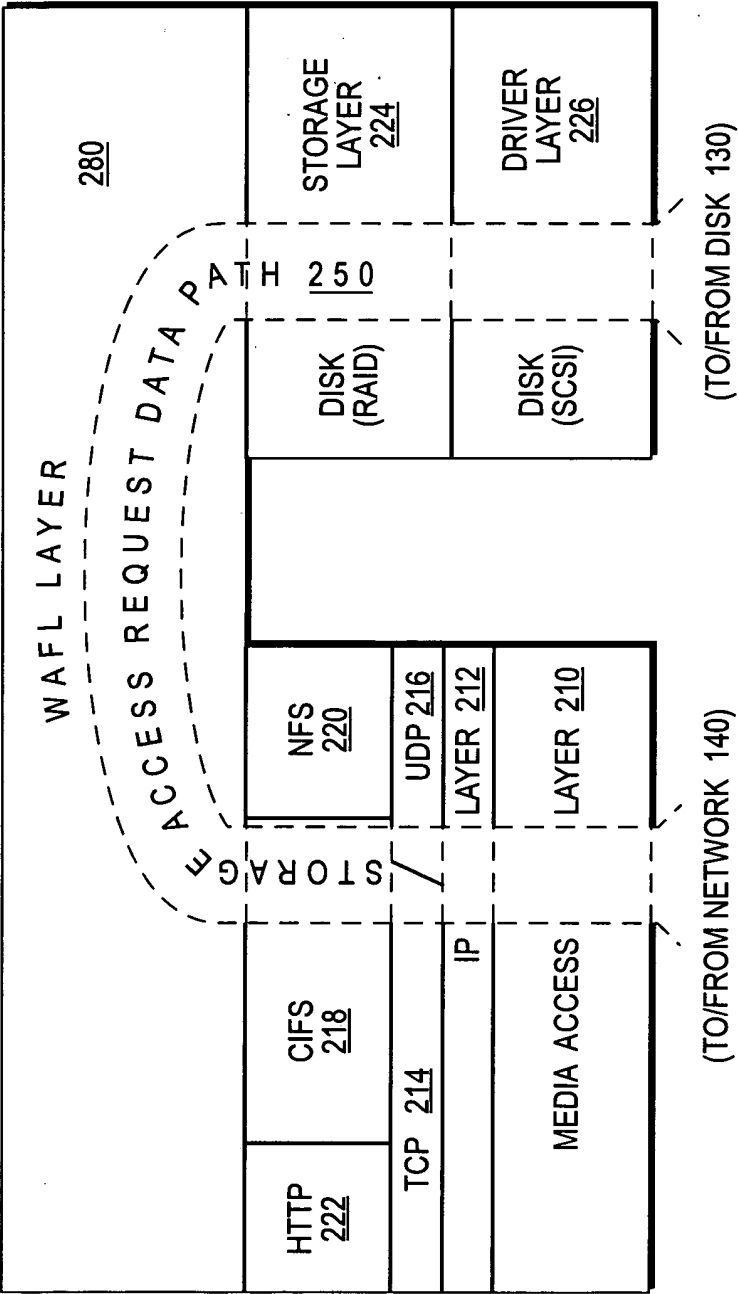 WAFL LAYER
280
STORAGE ACCESS REQUEST DATA PATH 250
HTTP
222
CIFS
218
NFS
220
TCP 214
UDP 216
IP
LAYER 212
MEDIA ACCESS
LAYER 210
(TO/FROM NETWORK 140)
DISK
(RAID)
STORAGE
LAYER
224
DISK
(SCSI)
DRIVER
LAYER
226
(TO/FROM DISK 130)